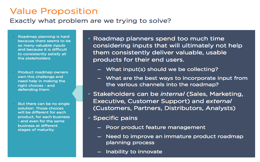 Value Proposition
Exactly what problem are we trying to solve?
Roadmap planning is hard
because there seems to be
so many valuable inputs
and because it is difficult
to consistently satisfy all the
stakeholders.
Product roadmap owners
own this challenge and
need help in making the
right choices - and
defending them
But there can be no single
solution. Those choices
will be different for each
product, for each business
- and even for the same
business at different
stages of maturity.
• Roadmap planners spend too much time
considering inputs that will ultimately not help
them consistently deliver valuable, usable
products for their end users.
• What input(s) should we be collecting?
• What are the best ways to incorporate input from
the various channels into the roadmap?
• Stakeholders can be internal (Sales, Marketing,
Executive, Customer Support) and external
(Customers, Partners, Distributors, Analysts)
• Specific pains
• Poor product feature management
• Need to improve an immature product roadmap
planning process
• Inability to innovate